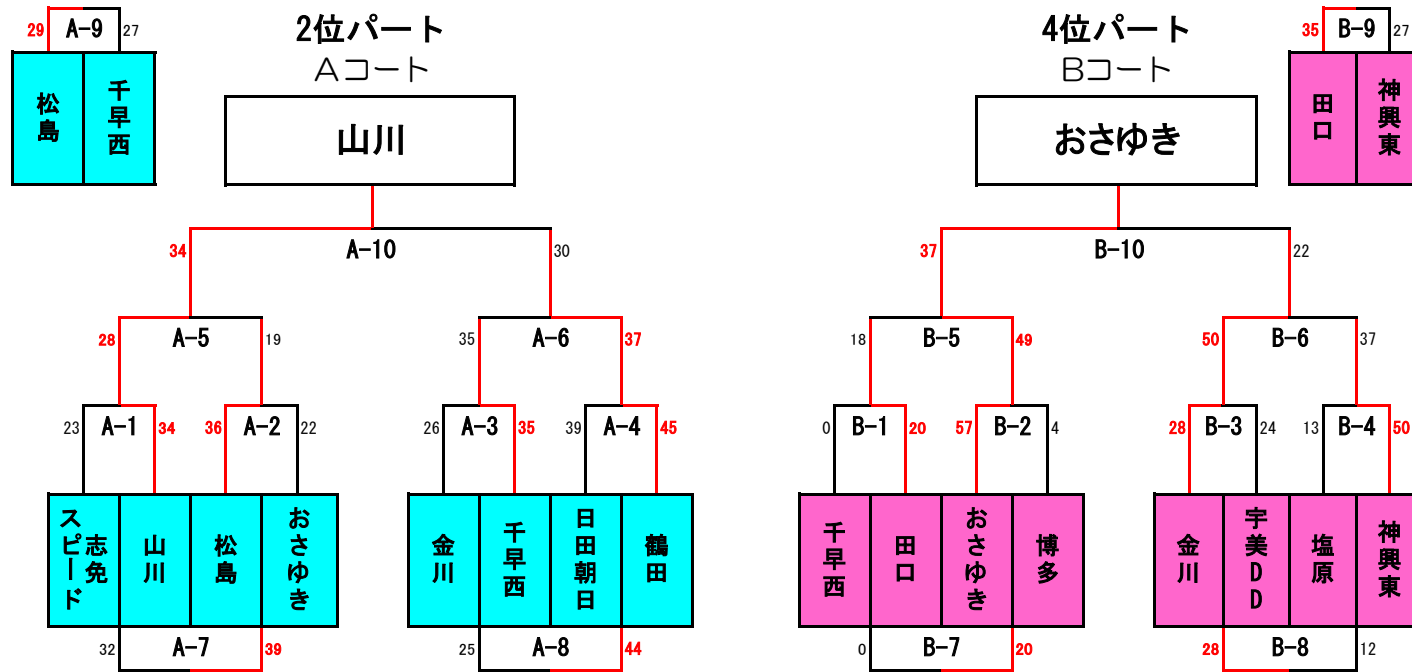 29 A-9 27
松島 千早西
2位パート
Aコート
山川
34 A-10 30
28 A-5 19
35 A-6 37
23 A-1 34
36 A-2 22
26 A-3 35
39 A-4 45
志免スピード 山川 松島 おさゆき
金川 千早西 日田朝日 鶴田
32 A-7 39
25 A-8 44
4位パート
Bコート
おさゆき
35 B-9 27
田口 神興東
37 B-10 22
18 B-5 49
50 B-6 37
0 B-1 20
57 B-2 4
28 B-3 24
13 B-4 50
千早西 田口 おさゆき 博多
金川 宇美DD 塩原 神興東
0 B-7 20
28 B-8 12